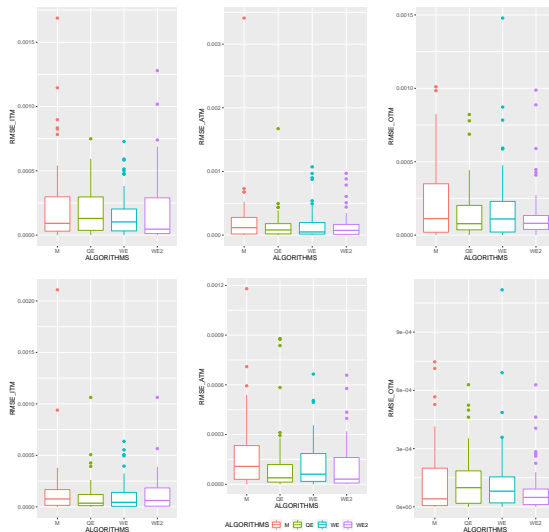 0.0015
0.0010
0.0005
0.0000
RMSE_ITM
M QE WE WE2
ALGORITHMS
0.003
0.002
0.001
0.000
RMSE_ATM
M QE WE WE2
ALGORITHMS
0.0015
0.0010
0.0005
0.0000
RMSE_OTM
M QE WE WE2
ALGORITHMS
0.0020
0.0015
0.0010
0.0005
0.0000
RMSE_ITM
M QE WE WE2
ALGORITHMS
0.0012
0.0009
0.0006
0.0003
0.0000
RMSE_ATM
M QE WE WE2
ALGORITHMS
9e−04
6e−04
3e−04
0e+00
RMSE_OTM
M QE WE WE2
ALGORITHMS
ALGORITHMS M QE WE WE2